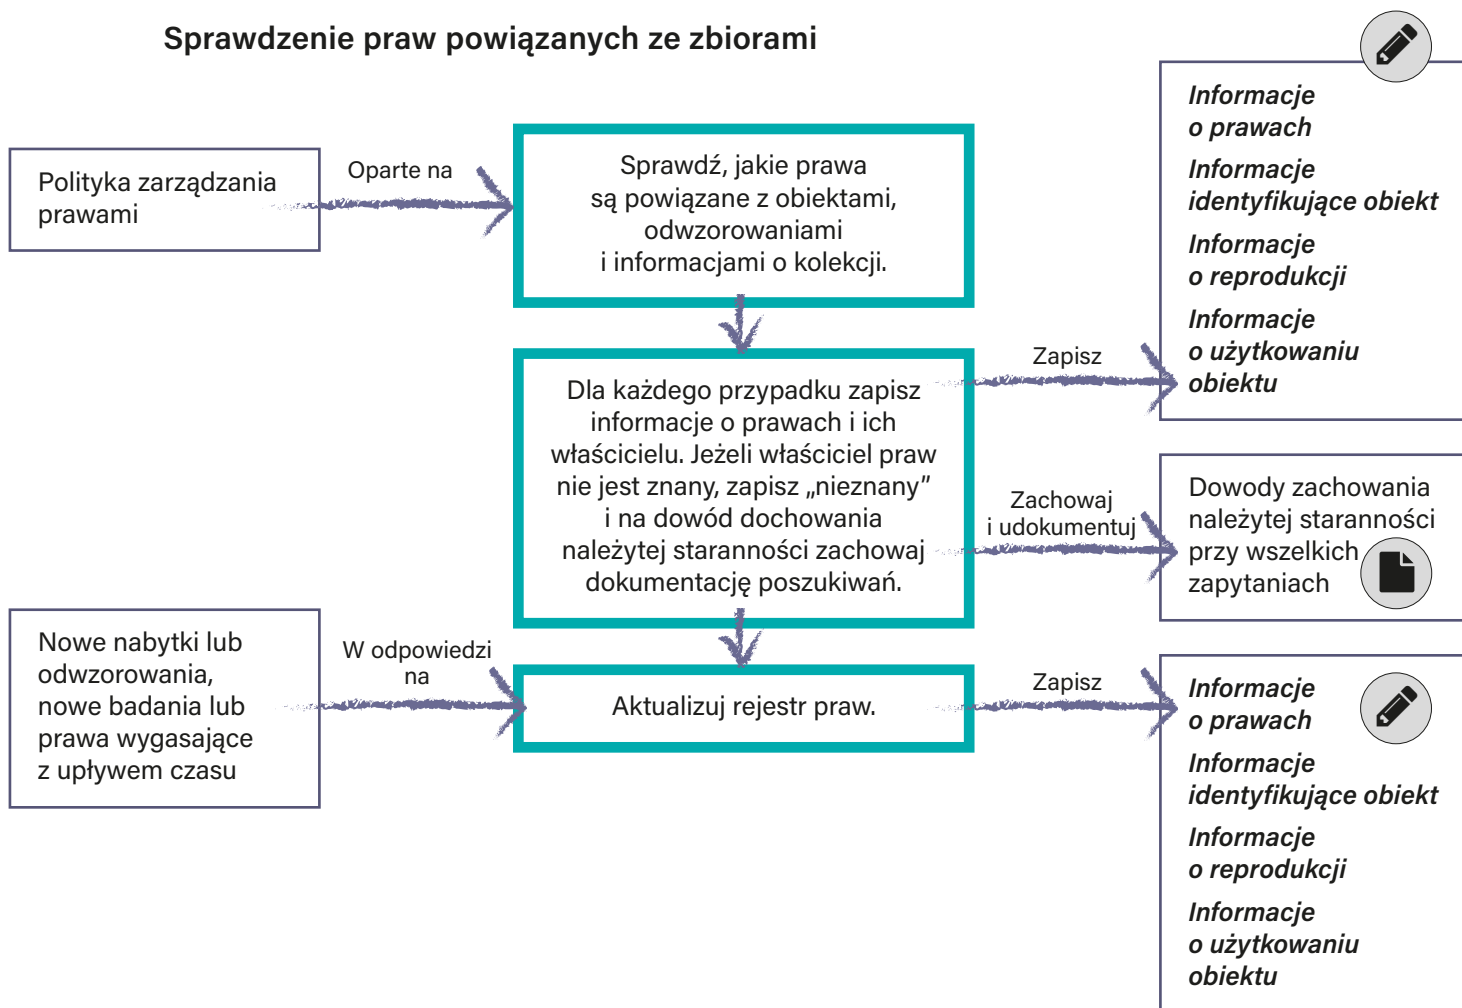 Sprawdzenie praw powiązanych ze zbiorami
Polityka zarządzania
prawami
Oparte na
Sprawdź, jakie prawa
są powiązane z obiektami,
odwzorowaniami
i informacjami o kolekcji.
Informacje
o prawach
Informacje
identyfikujące obiekt
Informacje
o reprodukcji
Informacje
o użytkowaniu
obiektu
Dla każdego przypadku zapisz
informacje o prawach i ich
właścicielu. Jeżeli właściciel praw
nie jest znany, zapisz „nieznany”
i na dowód dochowania
należytej staranności zachowaj
dokumentację poszukiwań.
Zapisz
Zachowaj
i udokumentuj
Dowody zachowania
należytej staranności
przy wszelkich
zapytaniach
Nowe nabytki lub
odwzorowania,
nowe badania lub
prawa wygasające
z upływem czasu
W odpowiedzi
na
Aktualizuj rejestr praw.
Zapisz
Informacje
o prawach
Informacje
identyfikujące obiekt
Informacje
o reprodukcji
Informacje
o użytkowaniu
obiektu